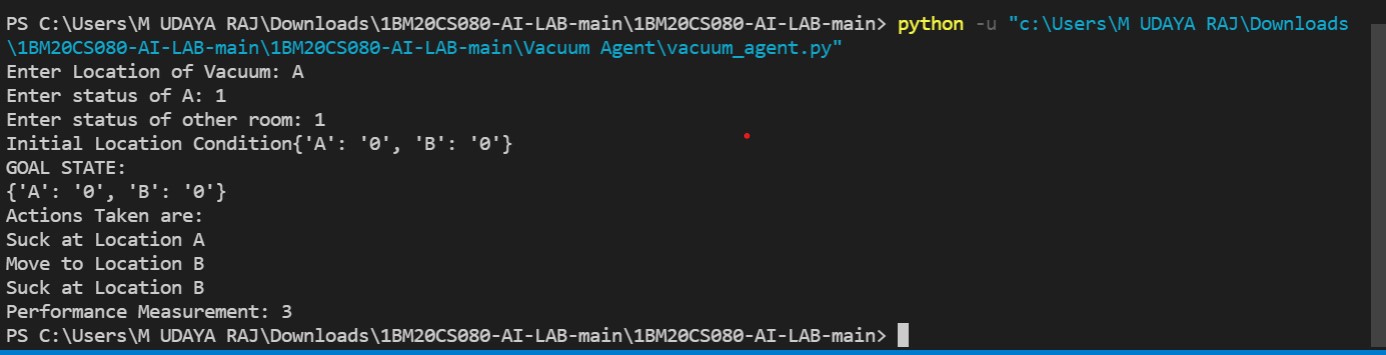 PS C:\Users\M UDAYA RAJ\Downloads\1BM20CS080-AI-LAB-main\1BM20CS080-AI-LAB-main> python -u "c:\Users\M UDAYA RAJ\Downloads
\1BM20CS080-AI-LAB-main\1BM20CS080-AI-LAB-main\Vacuum Agent\vacuum_agent.py"
Enter Location of Vacuum: A
Enter status of A: 1
Enter status of other room: 1
Initial Location Condition{'A': '0', 'B': '0'}
GOAL STATE:
{'A': '0', 'B': '0'}
Actions Taken are:
Suck at Location A
Move to Location B
Suck at Location B
Performance Measurement: 3
PS C:\Users\M UDAYA RAJ\Downloads\1BM20CS080-AI-LAB-main\1BM20CS080-AI-LAB-main>